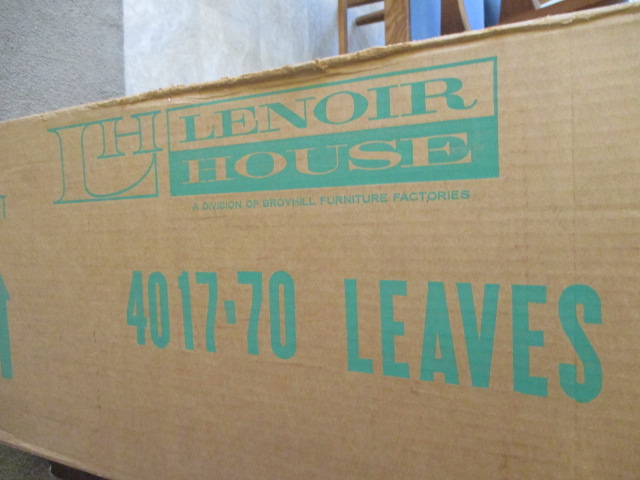 LH LENOIR
HOUSE
A DIVISION OF BROYHILL FURNITURE FACTORIES
4017-70 LEAVES